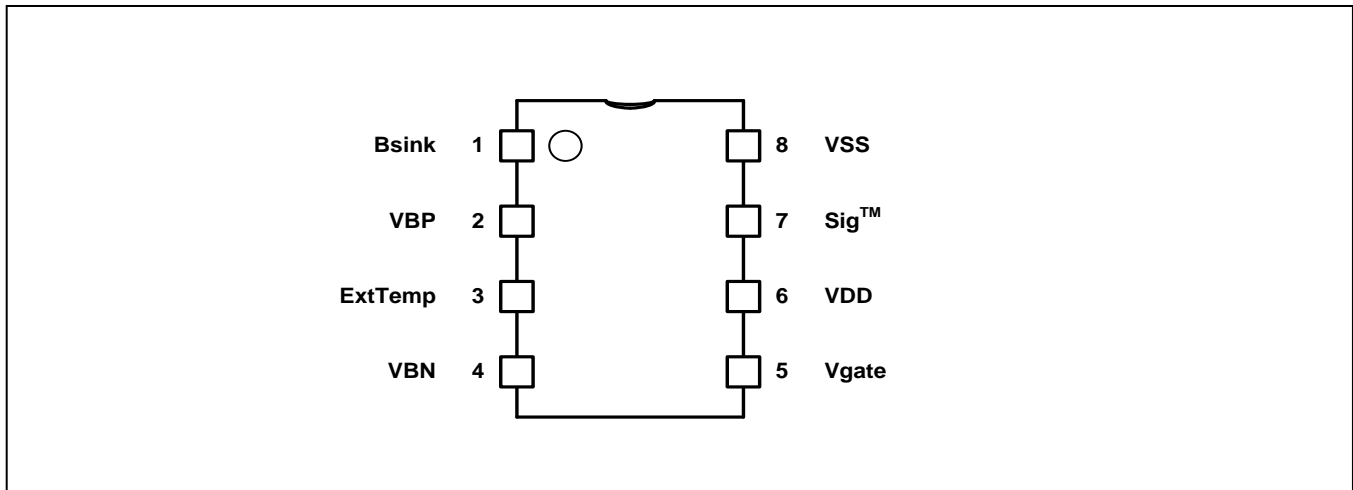 Bsink 1 8 VSS
VBP 2 7 Sig™
ExtTemp 3 6 VDD
VBN 4 5 Vgate